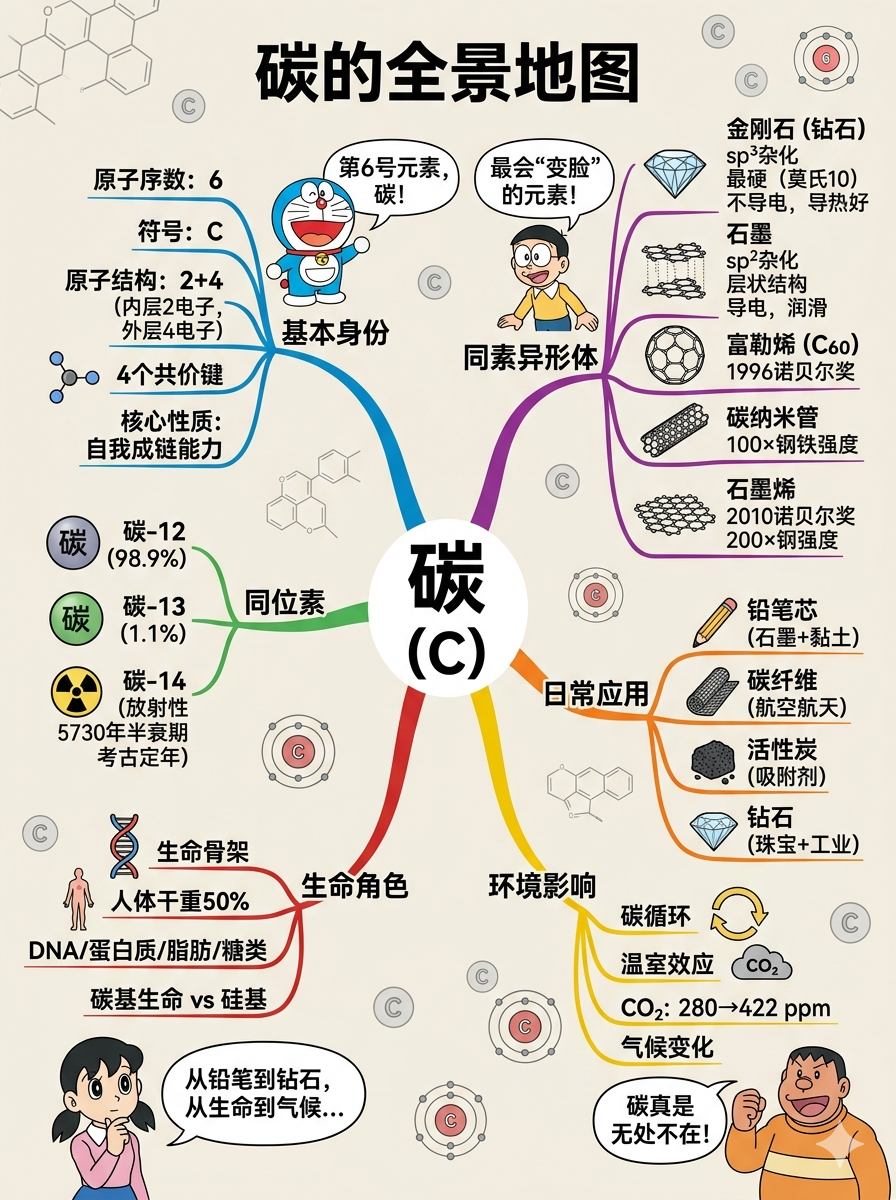 碳的全景地图
第6号元素，
碳！
最会“变脸”
的元素！
原子序数：6
符号：C
原子结构：2+4
（内层2电子，
外层4电子）
4个共价键
核心性质：
自我成链能力
基本身份
同素异形体
金刚石（钻石）
sp³杂化
最硬（莫氏10）
不导电，导热好
石墨
sp²杂化
层状结构
导电，润滑
富勒烯（C₆₀）
1996诺贝尔奖
碳纳米管
100×钢铁强度
石墨烯
2010诺贝尔奖
200×钢强度
碳
（C）
同位素
碳
碳-12
（98.9%）
碳
碳-13
（1.1%）
碳-14
（放射性
5730年半衰期
考古定年）
日常应用
铅笔芯
（石墨+黏土）
碳纤维
（航空航天）
活性炭
（吸附剂）
钻石
（珠宝+工业）
生命角色
生命骨架
人体干重50%
DNA/蛋白质/脂肪/糖类
碳基生命 vs 硅基
环境影响
碳循环
温室效应
CO₂
CO₂: 280→422 ppm
气候变化
从铅笔到钻石，
从生命到气候...
碳真是
无处不在！
C
C
C
C
C
C
C
C
C
C
C
C
C